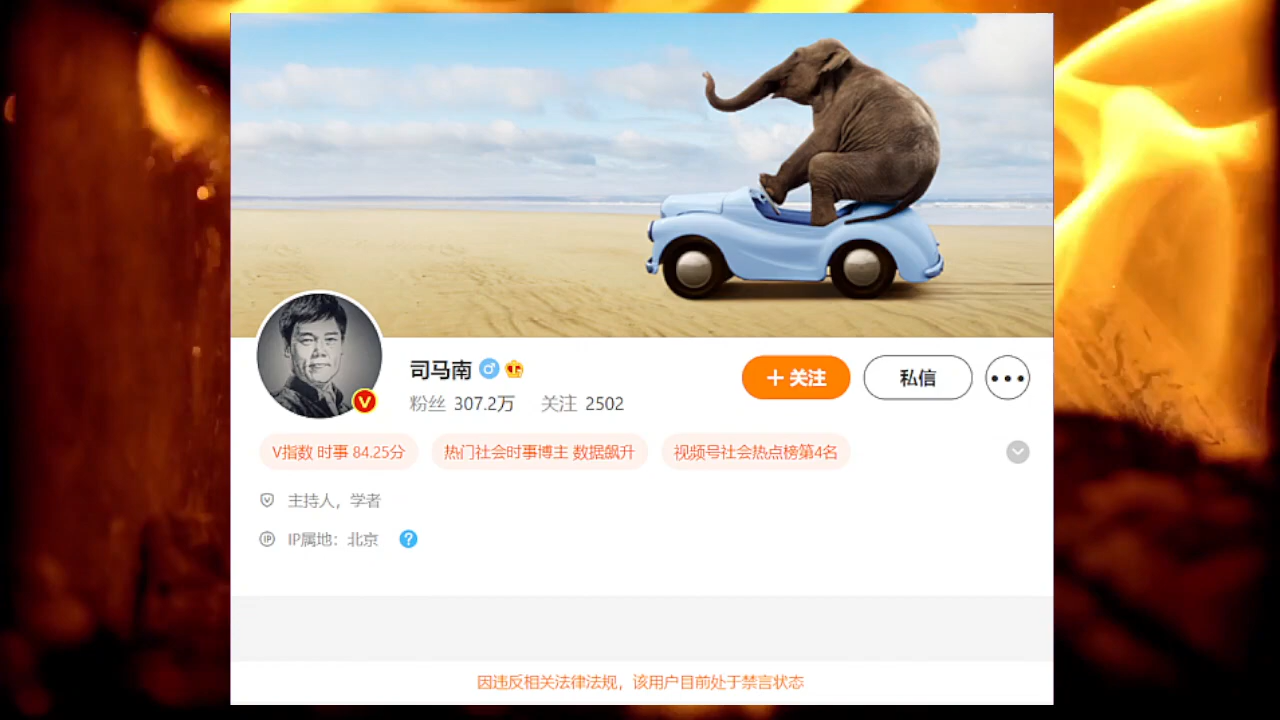 司马南
粉丝 307.2万 关注 2502
+ 关注
私信
V指数 时事 84.25分
热门社会时事博主 数据飙升
视频号社会热点榜第4名
主持人，学者
IP IP属地：北京 ?
因违反相关法律法规，该用户目前处于禁言状态